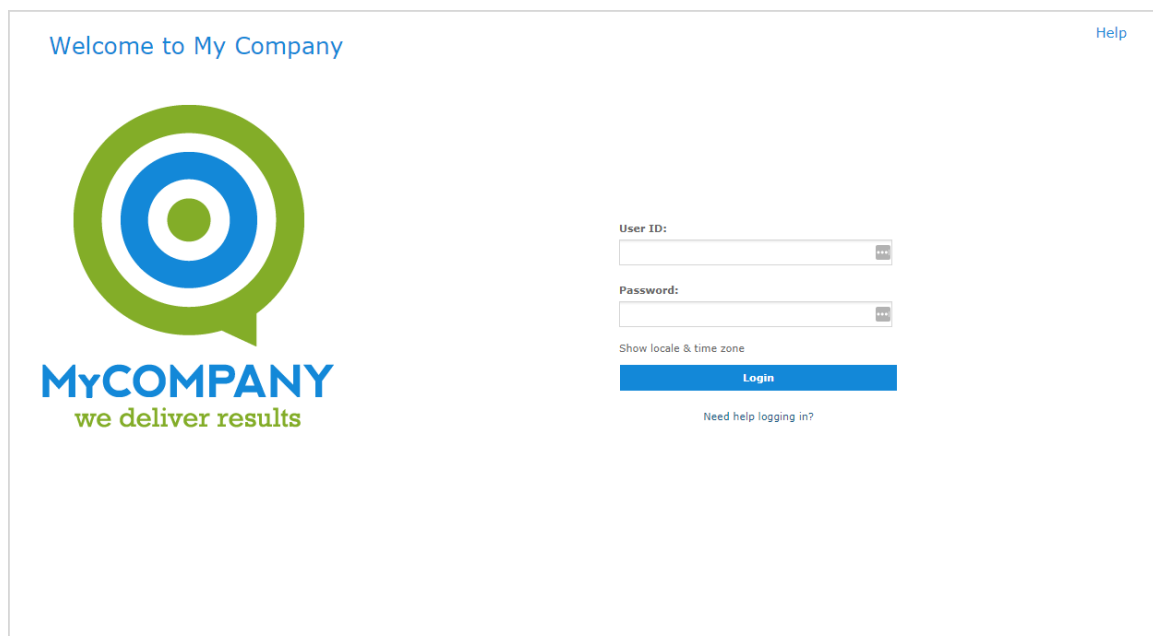 Welcome to My Company
Help
MyCOMPANY
we deliver results
User ID:
Password:
Show locale & time zone
Login
Need help logging in?